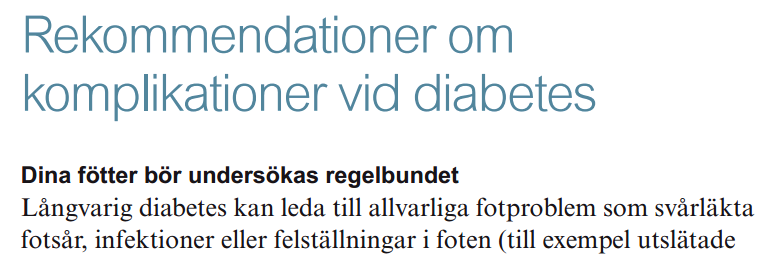 Rekommendationer om
komplikationer vid diabetes
Dina fötter bör undersökas regelbundet
Långvarig diabetes kan leda till allvarliga fotproblem som svårläkta
fotsår, infektioner eller felställningar i foten (till exempel utslätade